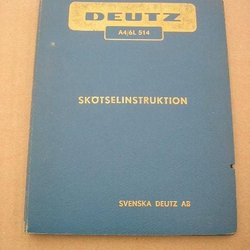 DEUTZ
A4/6L 514
SKÖTSELINSTRUKTION
SVENSKA DEUTZ AB